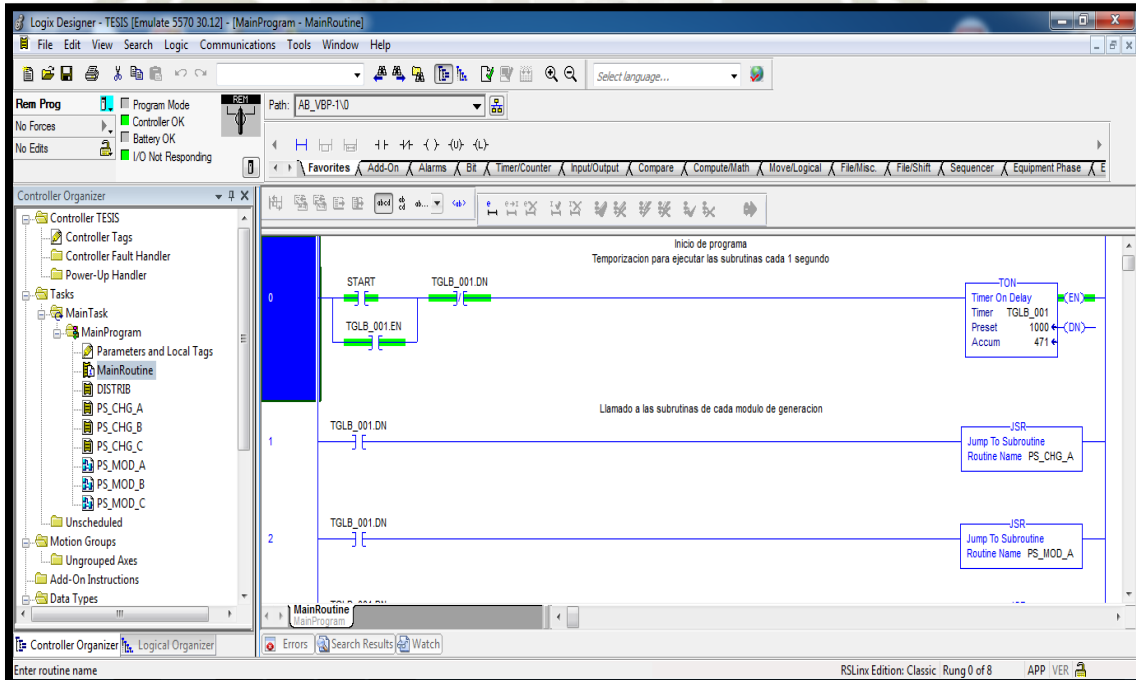 Logix Designer - TESIS [Emulate 5570 30.12] - [MainProgram - MainRoutine]
File Edit View Search Logic Communications Tools Window Help
Select language...
Rem Prog
Program Mode
REM
Path: AB_VBP-1\0
No Forces
Controller OK
Battery OK
No Edits
I/O Not Responding
Favorites Add-On Alarms Bit Timer/Counter Input/Output Compare Compute/Math Move/Logical File/Misc. File/Shift Sequencer Equipment Phase E
Controller Organizer
Controller TESIS
Controller Tags
Controller Fault Handler
Power-Up Handler
Tasks
MainTask
MainProgram
Parameters and Local Tags
MainRoutine
DISTRIB
PS_CHG_A
PS_CHG_B
PS_CHG_C
PS_MOD_A
PS_MOD_B
PS_MOD_C
Unscheduled
Motion Groups
Ungrouped Axes
Add-On Instructions
Data Types
Controller Organizer Logical Organizer
Inicio de programa
Temporizacion para ejecutar las subrutinas cada 1 segundo
0
START
TGLB_001.DN
TGLB_001.EN
TON
Timer On Delay
Timer TGLB_001
Preset 1000
Accum 471
EN
DN
Llamado a las subrutinas de cada modulo de generacion
1
TGLB_001.DN
JSR
Jump To Subroutine
Routine Name PS_CHG_A
2
TGLB_001.DN
JSR
Jump To Subroutine
Routine Name PS_MOD_A
MainRoutine
MainProgram
Errors Search Results Watch
Enter routine name
RSLinx Edition: Classic Rung 0 of 8 APP VER